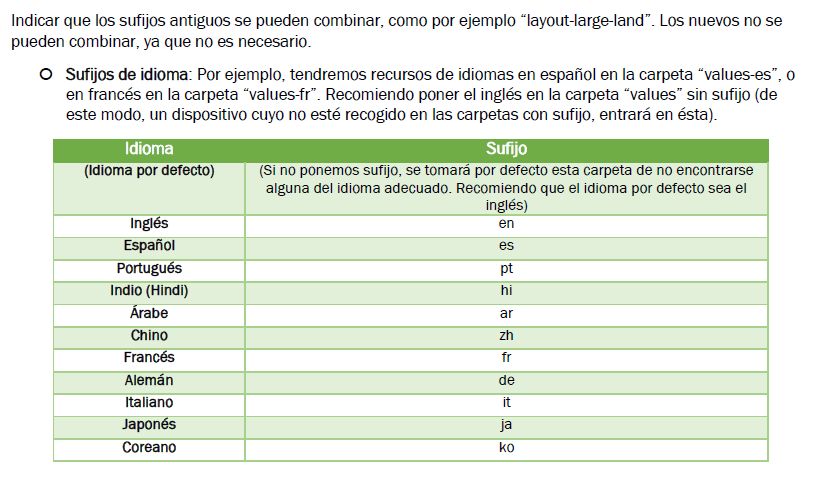 Indicar que los sufijos antiguos se pueden combinar, como por ejemplo “layout-large-land”. Los nuevos no se
pueden combinar, ya que no es necesario.
O Sufijos de idioma: Por ejemplo, tendremos recursos de idiomas en español en la carpeta “values-es”, o
en francés en la carpeta “values-fr”. Recomiendo poner el inglés en la carpeta “values” sin sufijo (de
este modo, un dispositivo cuyo no esté recogido en las carpetas con sufijo, entrará en ésta).
Idioma Sufijo
(Idioma por defecto) (Si no ponemos sufijo, se tomará por defecto esta carpeta de no encontrarse
alguna del idioma adecuado. Recomiendo que el idioma por defecto sea el
inglés)
Inglés en
Español es
Portugués pt
Indio (Hindi) hi
Árabe ar
Chino zh
Francés fr
Alemán de
Italiano it
Japonés ja
Coreano ko